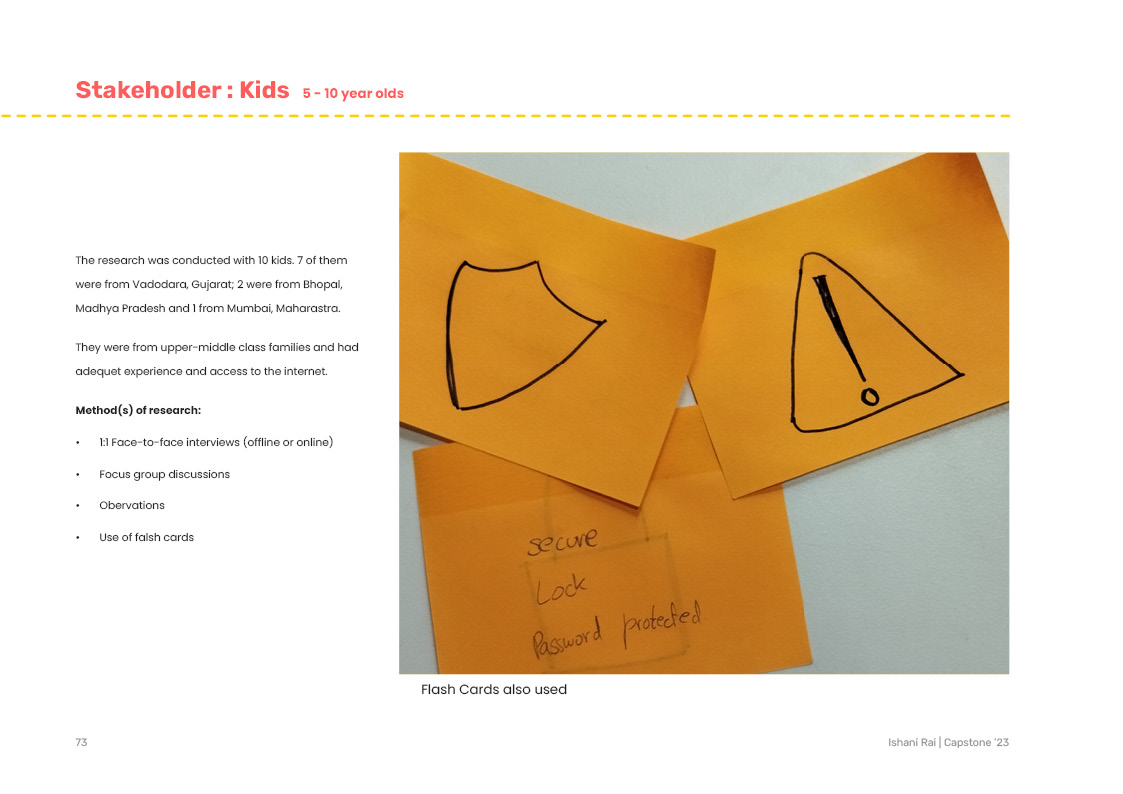 Stakeholder : Kids 5 - 10 year olds
The research was conducted with 10 kids. 7 of them
were from Vadodara, Gujarat; 2 were from Bhopal,
Madhya Pradesh and 1 from Mumbai, Maharastra.
They were from upper-middle class families and had
adequet experience and access to the internet.
Method(s) of research:
• 1:1 Face-to-face interviews (offline or online)
• Focus group discussions
• Obervations
• Use of falsh cards
secure
Lock
Password protected
Flash Cards also used
73
Ishani Rai | Capstone '23